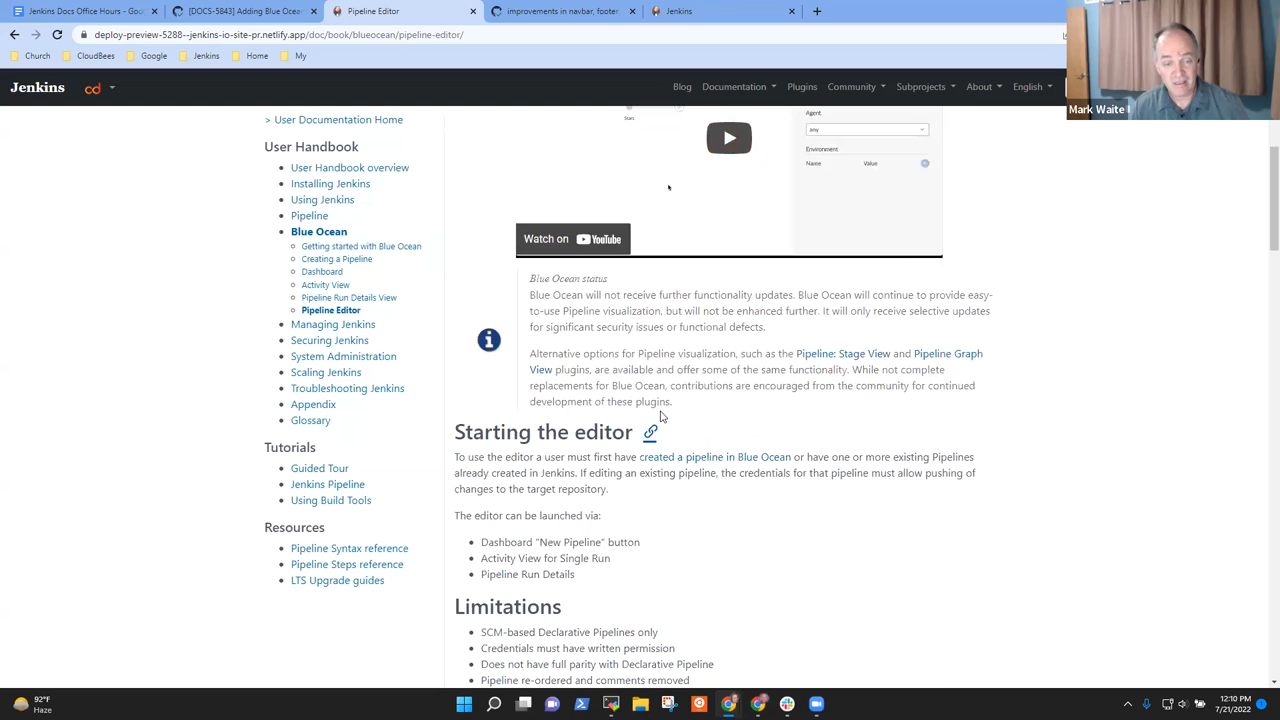 Jenkins Docs Office Hours - Goo
[DOCS-5843] Adding Blue Ocean
Pipeline Editor
improvements in navbar, footer
Jenkins
deploy-preview-5288--jenkins-io-site-pr.netlify.app/doc/book/blueocean/pipeline-editor/
Church
CloudBees
Google
Jenkins
Home
My
Mark Waite
Jenkins
cd
Blog
Documentation
Plugins
Community
Subprojects
About
English
> User Documentation Home
User Handbook
User Handbook overview
Installing Jenkins
Using Jenkins
Pipeline
Blue Ocean
Getting started with Blue Ocean
Creating a Pipeline
Dashboard
Activity View
Pipeline Run Details View
Pipeline Editor
Managing Jenkins
Securing Jenkins
System Administration
Scaling Jenkins
Troubleshooting Jenkins
Appendix
Glossary
Tutorials
Guided Tour
Jenkins Pipeline
Using Build Tools
Resources
Pipeline Syntax reference
Pipeline Steps reference
LTS Upgrade guides
Start
Agent
any
Environment
Name
Value
Watch on YouTube
Blue Ocean status
Blue Ocean will not receive further functionality updates. Blue Ocean will continue to provide easy-
to-use Pipeline visualization, but will not be enhanced further. It will only receive selective updates
for significant security issues or functional defects.
Alternative options for Pipeline visualization, such as the Pipeline: Stage View and Pipeline Graph
View plugins, are available and offer some of the same functionality. While not complete
replacements for Blue Ocean, contributions are encouraged from the community for continued
development of these plugins.
Starting the editor
To use the editor a user must first have created a pipeline in Blue Ocean or have one or more existing Pipelines
already created in Jenkins. If editing an existing pipeline, the credentials for that pipeline must allow pushing of
changes to the target repository.
The editor can be launched via:
Dashboard "New Pipeline" button
Activity View for Single Run
Pipeline Run Details
Limitations
SCM-based Declarative Pipelines only
Credentials must have written permission
Does not have full parity with Declarative Pipeline
Pipeline re-ordered and comments removed
92°F
Haze
12:10 PM
7/21/2022